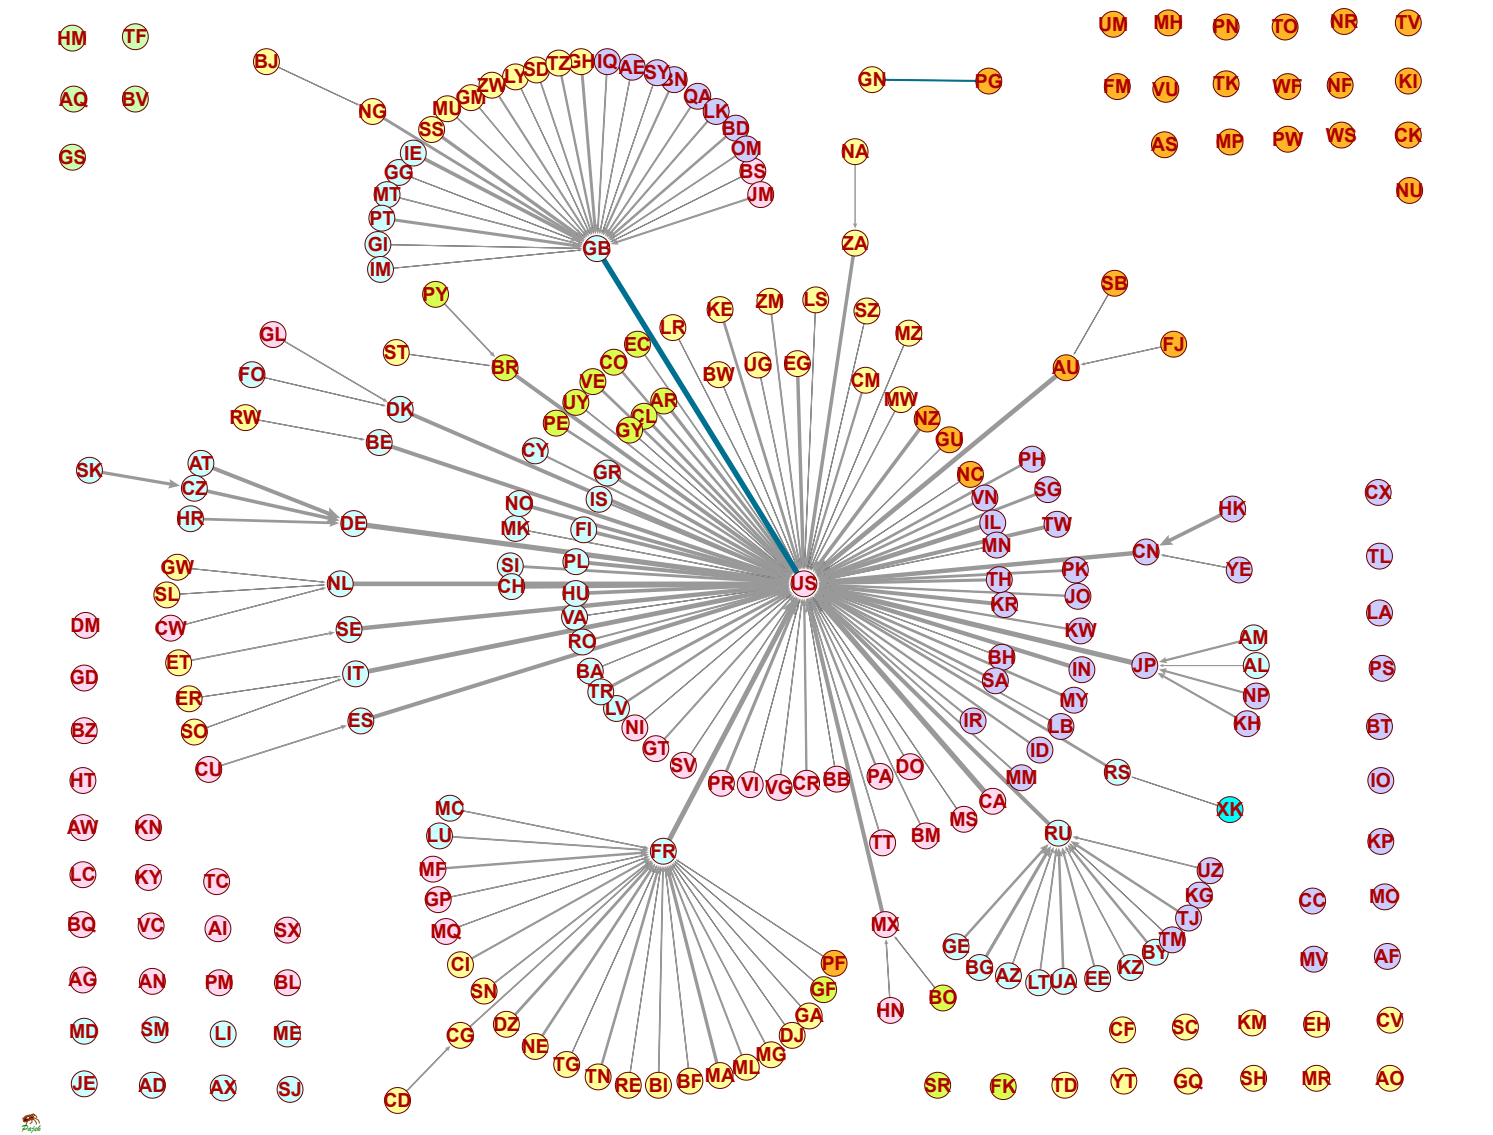 HM TF
AQ BV
GS
BJ
NG
SS MU GM ZW LY SD TZ GH IQ AE SY BN QA LK BD OM BS JM
IE
GG
MT
PT
GI
IM
GB
GN PG
UM MH PN TO NR TV
FM VU TK WF NF KI
AS MP PW WS CK
NU
NA
ZA
SB
AU FJ
PY
ST BR
GL
FO DK
RW BE
EC
CO
VE
UY
PE
AR
CL
GY
LR KE ZM LS SZ MZ
BW UG EG CM MW
NZ
GU
NC
CY GR
NO IS
MK FI
SI PL
CH HU
VA
RO
BA
TR
LV
NI
GT
SV
US
PH
VN SG
IL TW
MN
TH PK
KR JO
KW
BH IN
SA MY
IR LB
ID
MM
CN HK
YE
JP AM
AL
NP
KH
RS
XK
SK AT
CZ
HR DE
GW NL
SL
CW SE
ET IT
ER
SO ES
CU
PR VI VG CR BB PA DO
TT BM MS CA
MX
HN BO
RU
UZ
KG
TJ
TM
BY
KZ
EE
UA
LT
AZ
BG
GE
FR
MC
LU
MF
GP
MQ
CI
SN
CG
CD
DZ
NE
TG
TN
RE
BI
BF
MA
ML
MG
DJ
GA
GF
PF
DM
GD
BZ
HT
AW KN
LC KY TC
BQ VC AI SX
AG AN PM BL
MD SM LI ME
JE AD AX SJ
CX
TL
LA
PS
BT
IO
KP
CC MO
MV AF
CF SC KM EH CV
SR FK TD YT GQ SH MR AO
Pajek